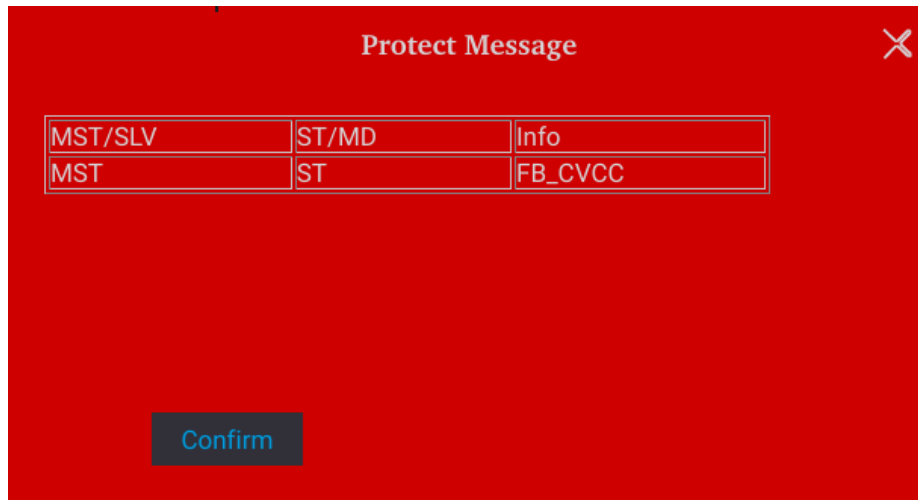 Protect Message
MST/SLV ST/MD Info
MST ST FB_CVCC
Confirm